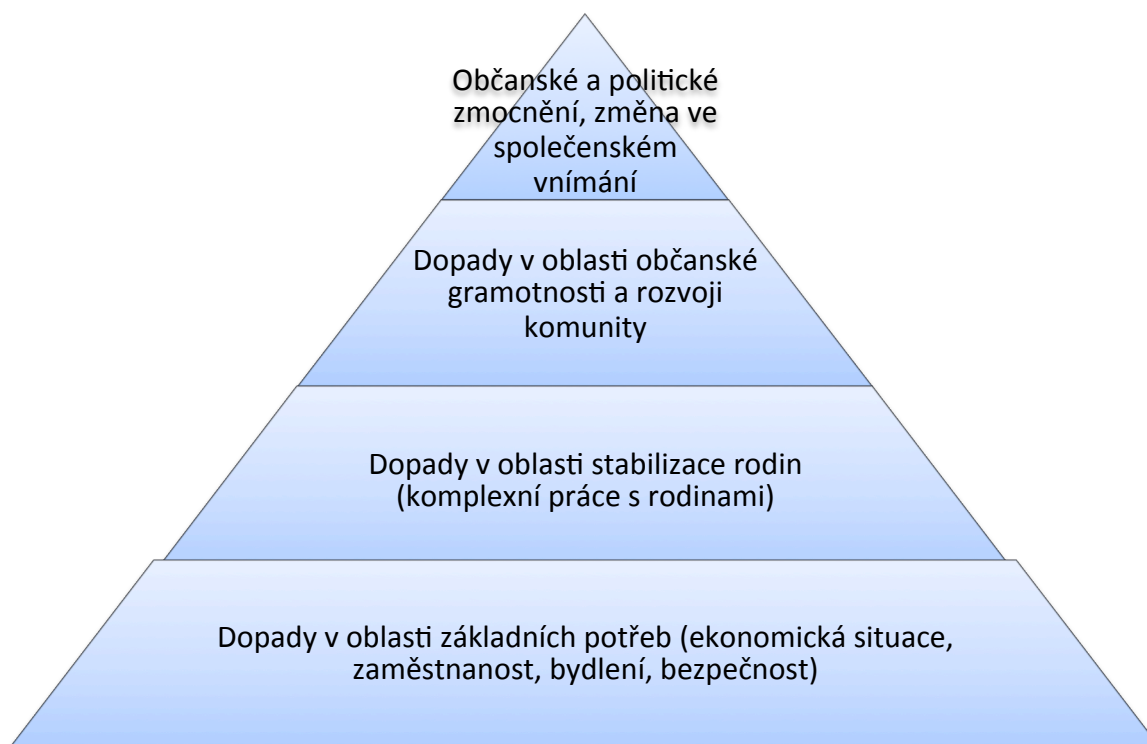 Občanské a politické
zmocnění, změna ve
společenském
vnímání
Dopady v oblasti občanské
gramotnosti a rozvoji
komunity
Dopady v oblasti stabilizace rodin
(komplexní práce s rodinami)
Dopady v oblasti základních potřeb (ekonomická situace,
zaměstnanost, bydlení, bezpečnost)